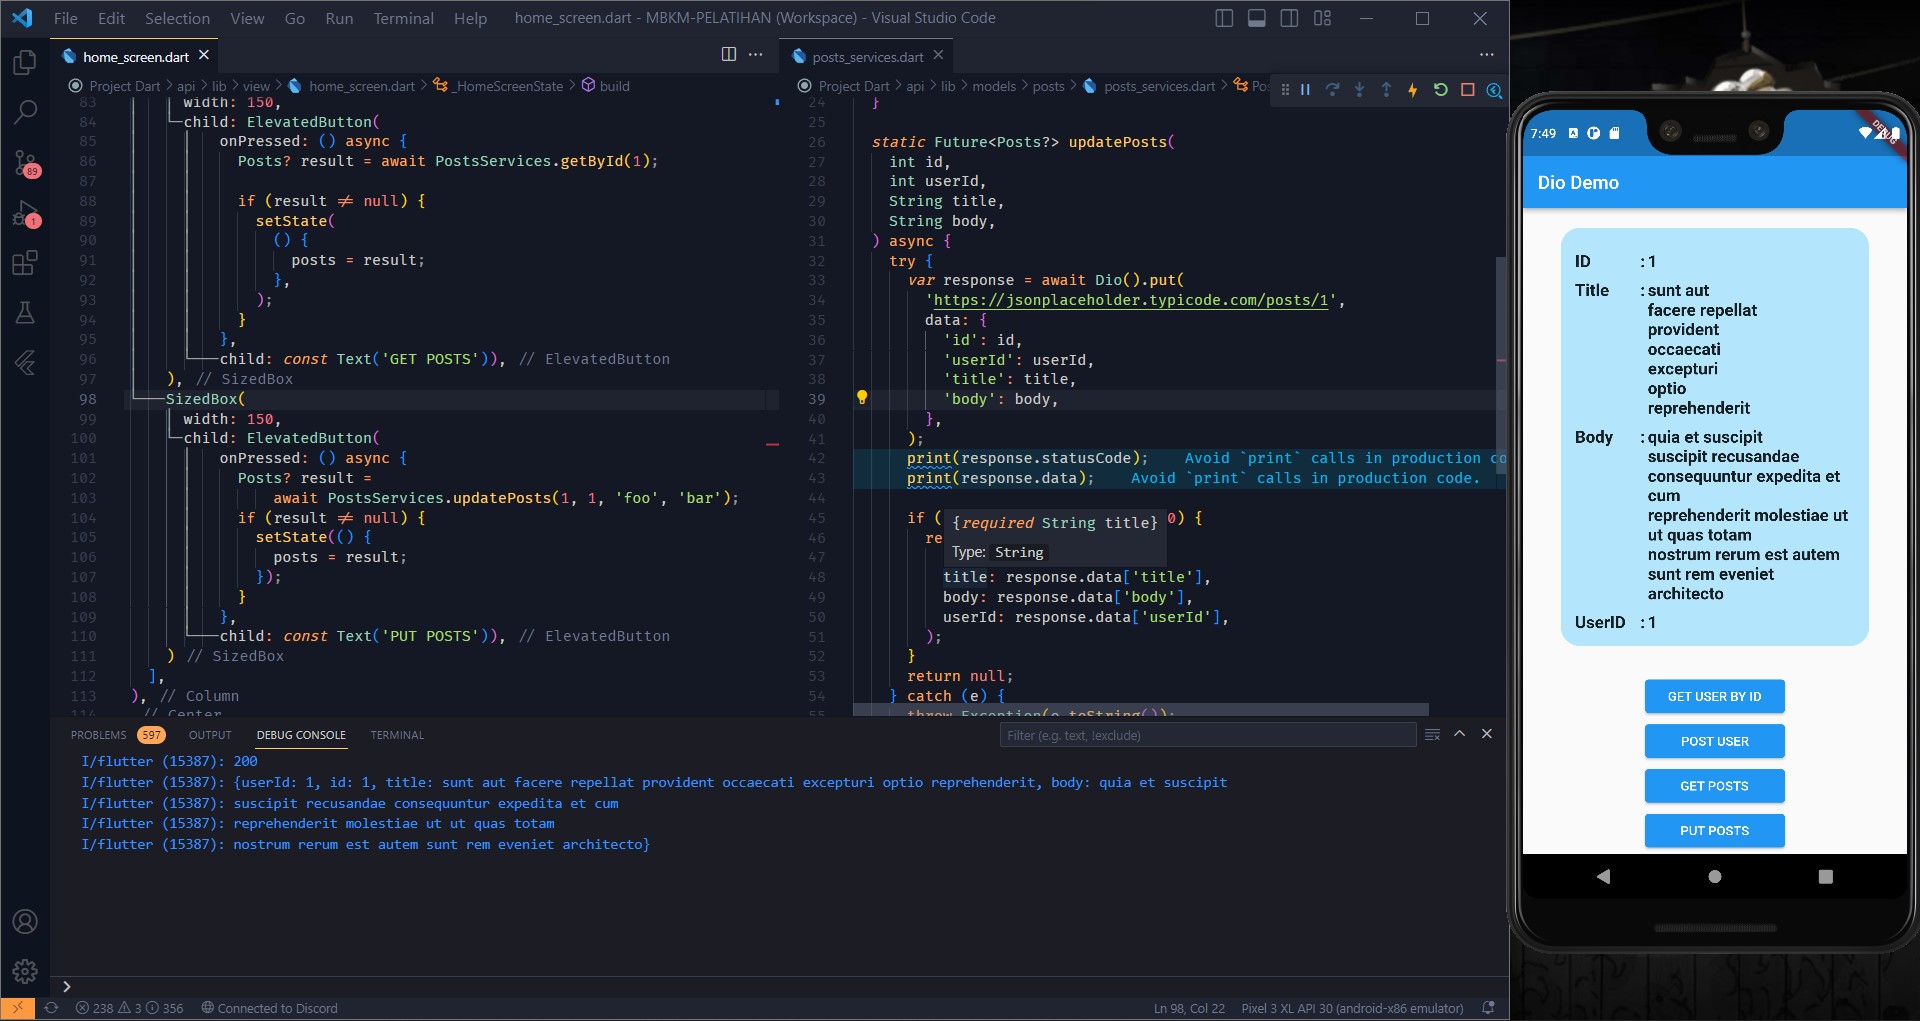 File Edit Selection View Go Run Terminal Help home_screen.dart - MBKM-PELATIHAN (Workspace) - Visual Studio Code
home_screen.dart
Project Dart > api > lib > view > home_screen.dart > _HomeScreenState > build
83 width: 150,
84 child: ElevatedButton(
85 onPressed: () async {
86 Posts? result = await PostsServices.getById(1);
87
88 if (result ≠ null) {
89 setState(
90 () {
91 posts = result;
92 },
93 );
94 }
95 },
96 child: const Text('GET POSTS')), // ElevatedButton
97 ), // SizedBox
98 SizedBox(
99 width: 150,
100 child: ElevatedButton(
101 onPressed: () async {
102 Posts? result =
103 await PostsServices.updatePosts(1, 1, 'foo', 'bar');
104 if (result ≠ null) {
105 setState(() {
106 posts = result;
107 });
108 }
109 },
110 child: const Text('PUT POSTS')), // ElevatedButton
111 ) // SizedBox
112 ],
113 ), // Column
114 // Center
posts_services.dart
Project Dart > api > lib > models > posts > posts_services.dart > Po
24 }
25
26 static Future<Posts?> updatePosts(
27 int id,
28 int userId,
29 String title,
30 String body,
31 ) async {
32 try {
33 var response = await Dio().put(
34 'https://jsonplaceholder.typicode.com/posts/1',
35 data: {
36 'id': id,
37 'userId': userId,
38 'title': title,
39 'body': body,
40 },
41 );
42 print(response.statusCode); Avoid `print` calls in production co
43 print(response.data); Avoid `print` calls in production code.
44
45 if ( 0) {
{required String title}
46 re
Type: String
47
48 title: response.data['title'],
49 body: response.data['body'],
50 userId: response.data['userId'],
51 );
52 }
53 return null;
54 } catch (e) {
55 throw Exception(e.toString());
89
1
PROBLEMS 597 OUTPUT DEBUG CONSOLE TERMINAL
Filter (e.g. text, !exclude)
I/flutter (15387): 200
I/flutter (15387): {userId: 1, id: 1, title: sunt aut facere repellat provident occaecati excepturi optio reprehenderit, body: quia et suscipit
I/flutter (15387): suscipit recusandae consequuntur expedita et cum
I/flutter (15387): reprehenderit molestiae ut ut quas totam
I/flutter (15387): nostrum rerum est autem sunt rem eveniet architecto}
238 3 356 Connected to Discord
Ln 98, Col 22 Pixel 3 XL API 30 (android-x86 emulator)
7:49
DEBUG
Dio Demo
ID : 1
Title : sunt aut
facere repellat
provident
occaecati
excepturi
optio
reprehenderit
Body : quia et suscipit
suscipit recusandae
consequuntur expedita et
cum
reprehenderit molestiae ut
ut quas totam
nostrum rerum est autem
sunt rem eveniet
architecto
UserID : 1
GET USER BY ID
POST USER
GET POSTS
PUT POSTS